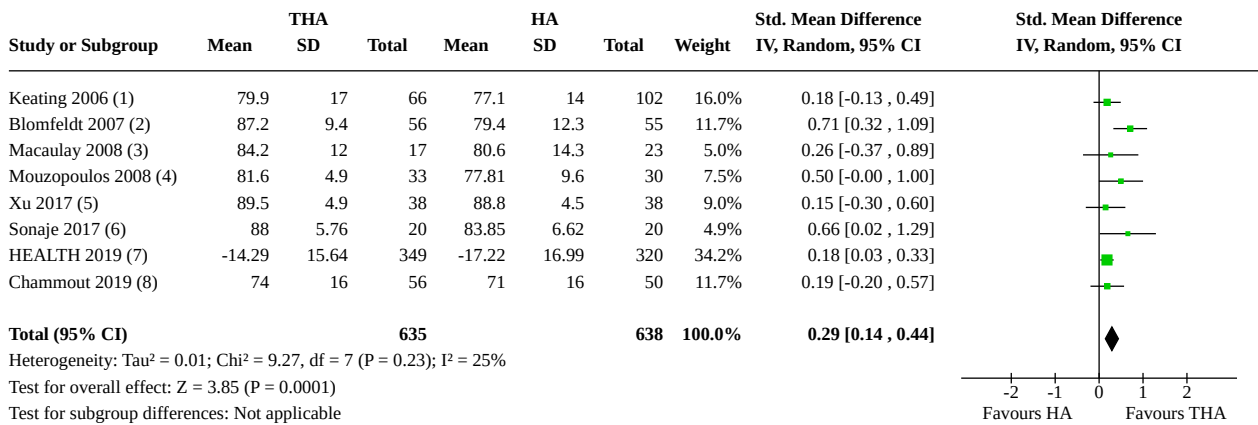 THA HA Std. Mean Difference Std. Mean Difference
Study or Subgroup Mean SD Total Mean SD Total Weight IV, Random, 95% CI IV, Random, 95% CI
Keating 2006 (1) 79.9 17 66 77.1 14 102 16.0% 0.18 [-0.13 , 0.49]
Blomfeldt 2007 (2) 87.2 9.4 56 79.4 12.3 55 11.7% 0.71 [0.32 , 1.09]
Macaulay 2008 (3) 84.2 12 17 80.6 14.3 23 5.0% 0.26 [-0.37 , 0.89]
Mouzopoulos 2008 (4) 81.6 4.9 33 77.81 9.6 30 7.5% 0.50 [-0.00 , 1.00]
Xu 2017 (5) 89.5 4.9 38 88.8 4.5 38 9.0% 0.15 [-0.30 , 0.60]
Sonaje 2017 (6) 88 5.76 20 83.85 6.62 20 4.9% 0.66 [0.02 , 1.29]
HEALTH 2019 (7) -14.29 15.64 349 -17.22 16.99 320 34.2% 0.18 [0.03 , 0.33]
Chammout 2019 (8) 74 16 56 71 16 50 11.7% 0.19 [-0.20 , 0.57]
Total (95% CI) 635 638 100.0% 0.29 [0.14 , 0.44]
Heterogeneity: Tau² = 0.01; Chi² = 9.27, df = 7 (P = 0.23); I² = 25%
Test for overall effect: Z = 3.85 (P = 0.0001)
Test for subgroup differences: Not applicable
-2 -1 0 1 2
Favours HA Favours THA